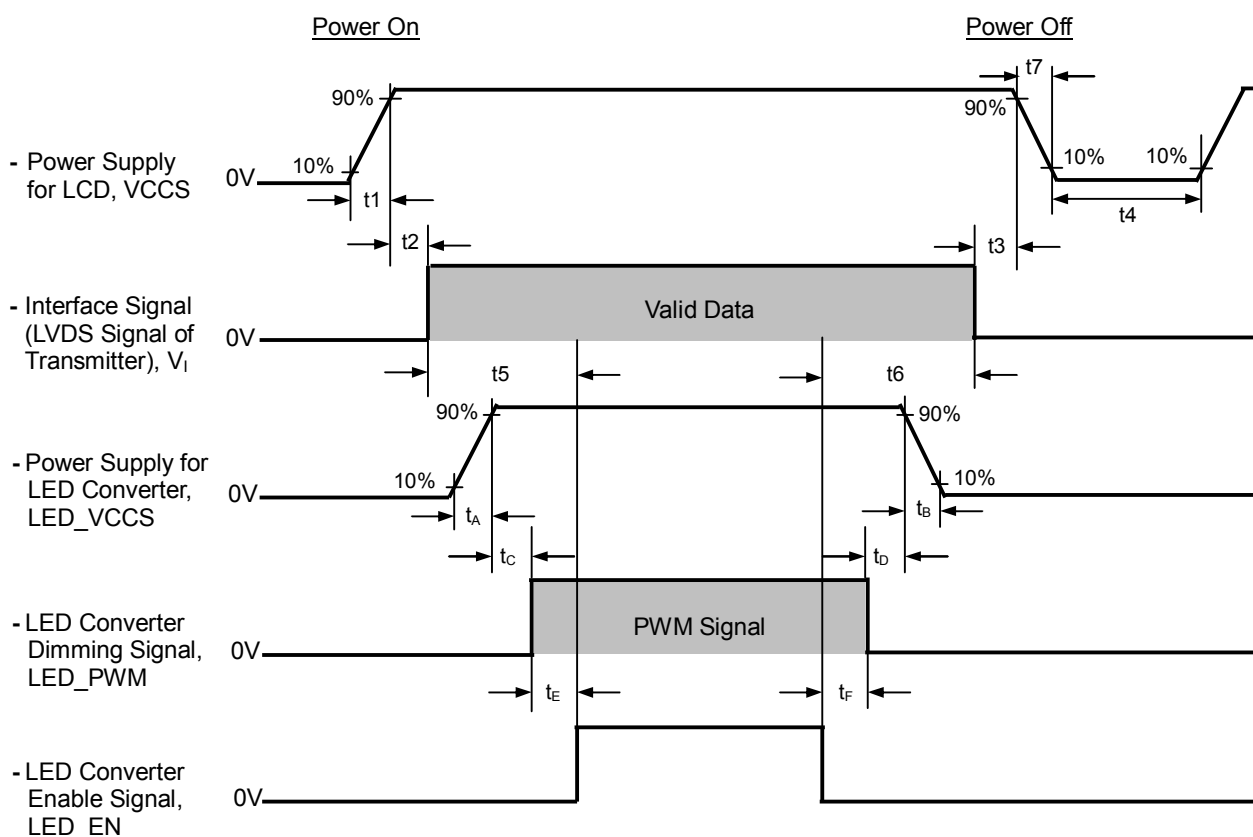 Power On
Power Off
t7
90%
90%
10%
10%
10%
- Power Supply
for LCD, VCCS
0V
t1
t4
t2
t3
- Interface Signal
(LVDS Signal of
Transmitter), VI
0V
Valid Data
t5
t6
90%
90%
- Power Supply for
LED Converter,
LED_VCCS
0V
10%
10%
tA
tB
tC
tD
- LED Converter
Dimming Signal,
LED_PWM
0V
PWM Signal
tE
tF
- LED Converter
Enable Signal,
LED_EN
0V